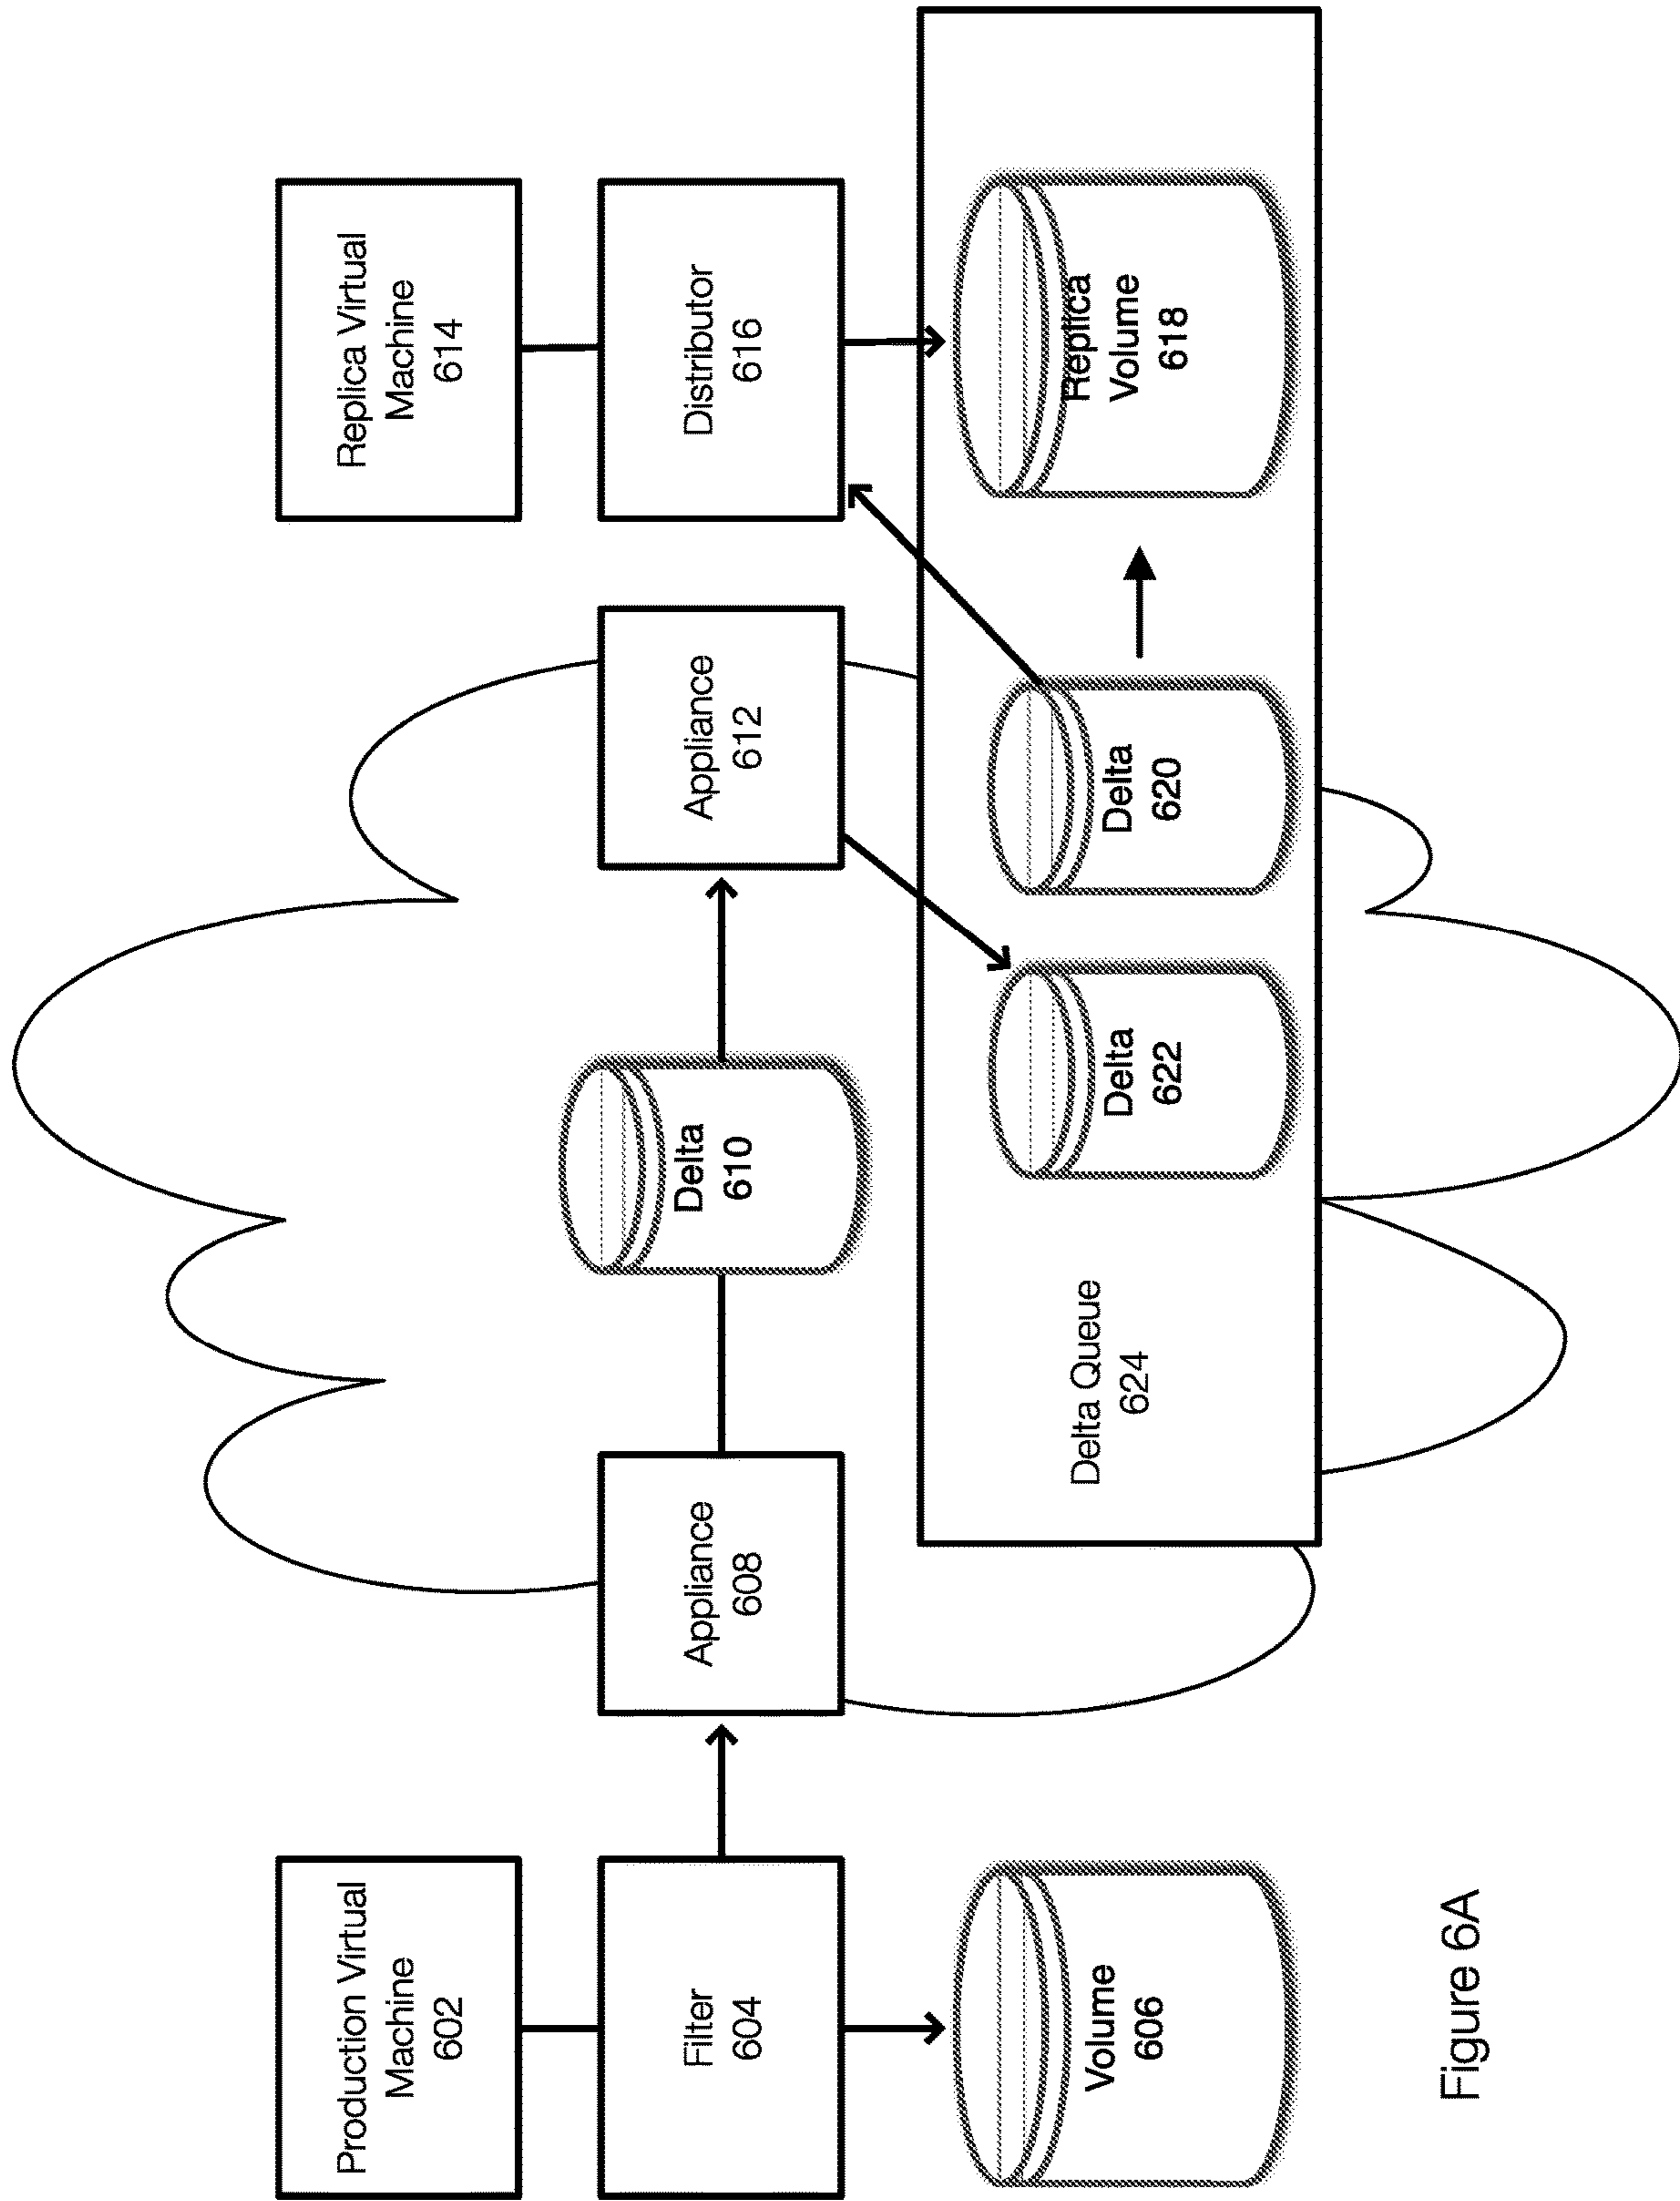 Production Virtual
Machine
602
Replica Virtual
Machine
614
Filter
604
Appliance
608
Delta
610
Appliance
612
Distributor
616
Volume
606
Delta Queue
624
Delta
622
Delta
620
Replica
Volume
618
Figure 6A